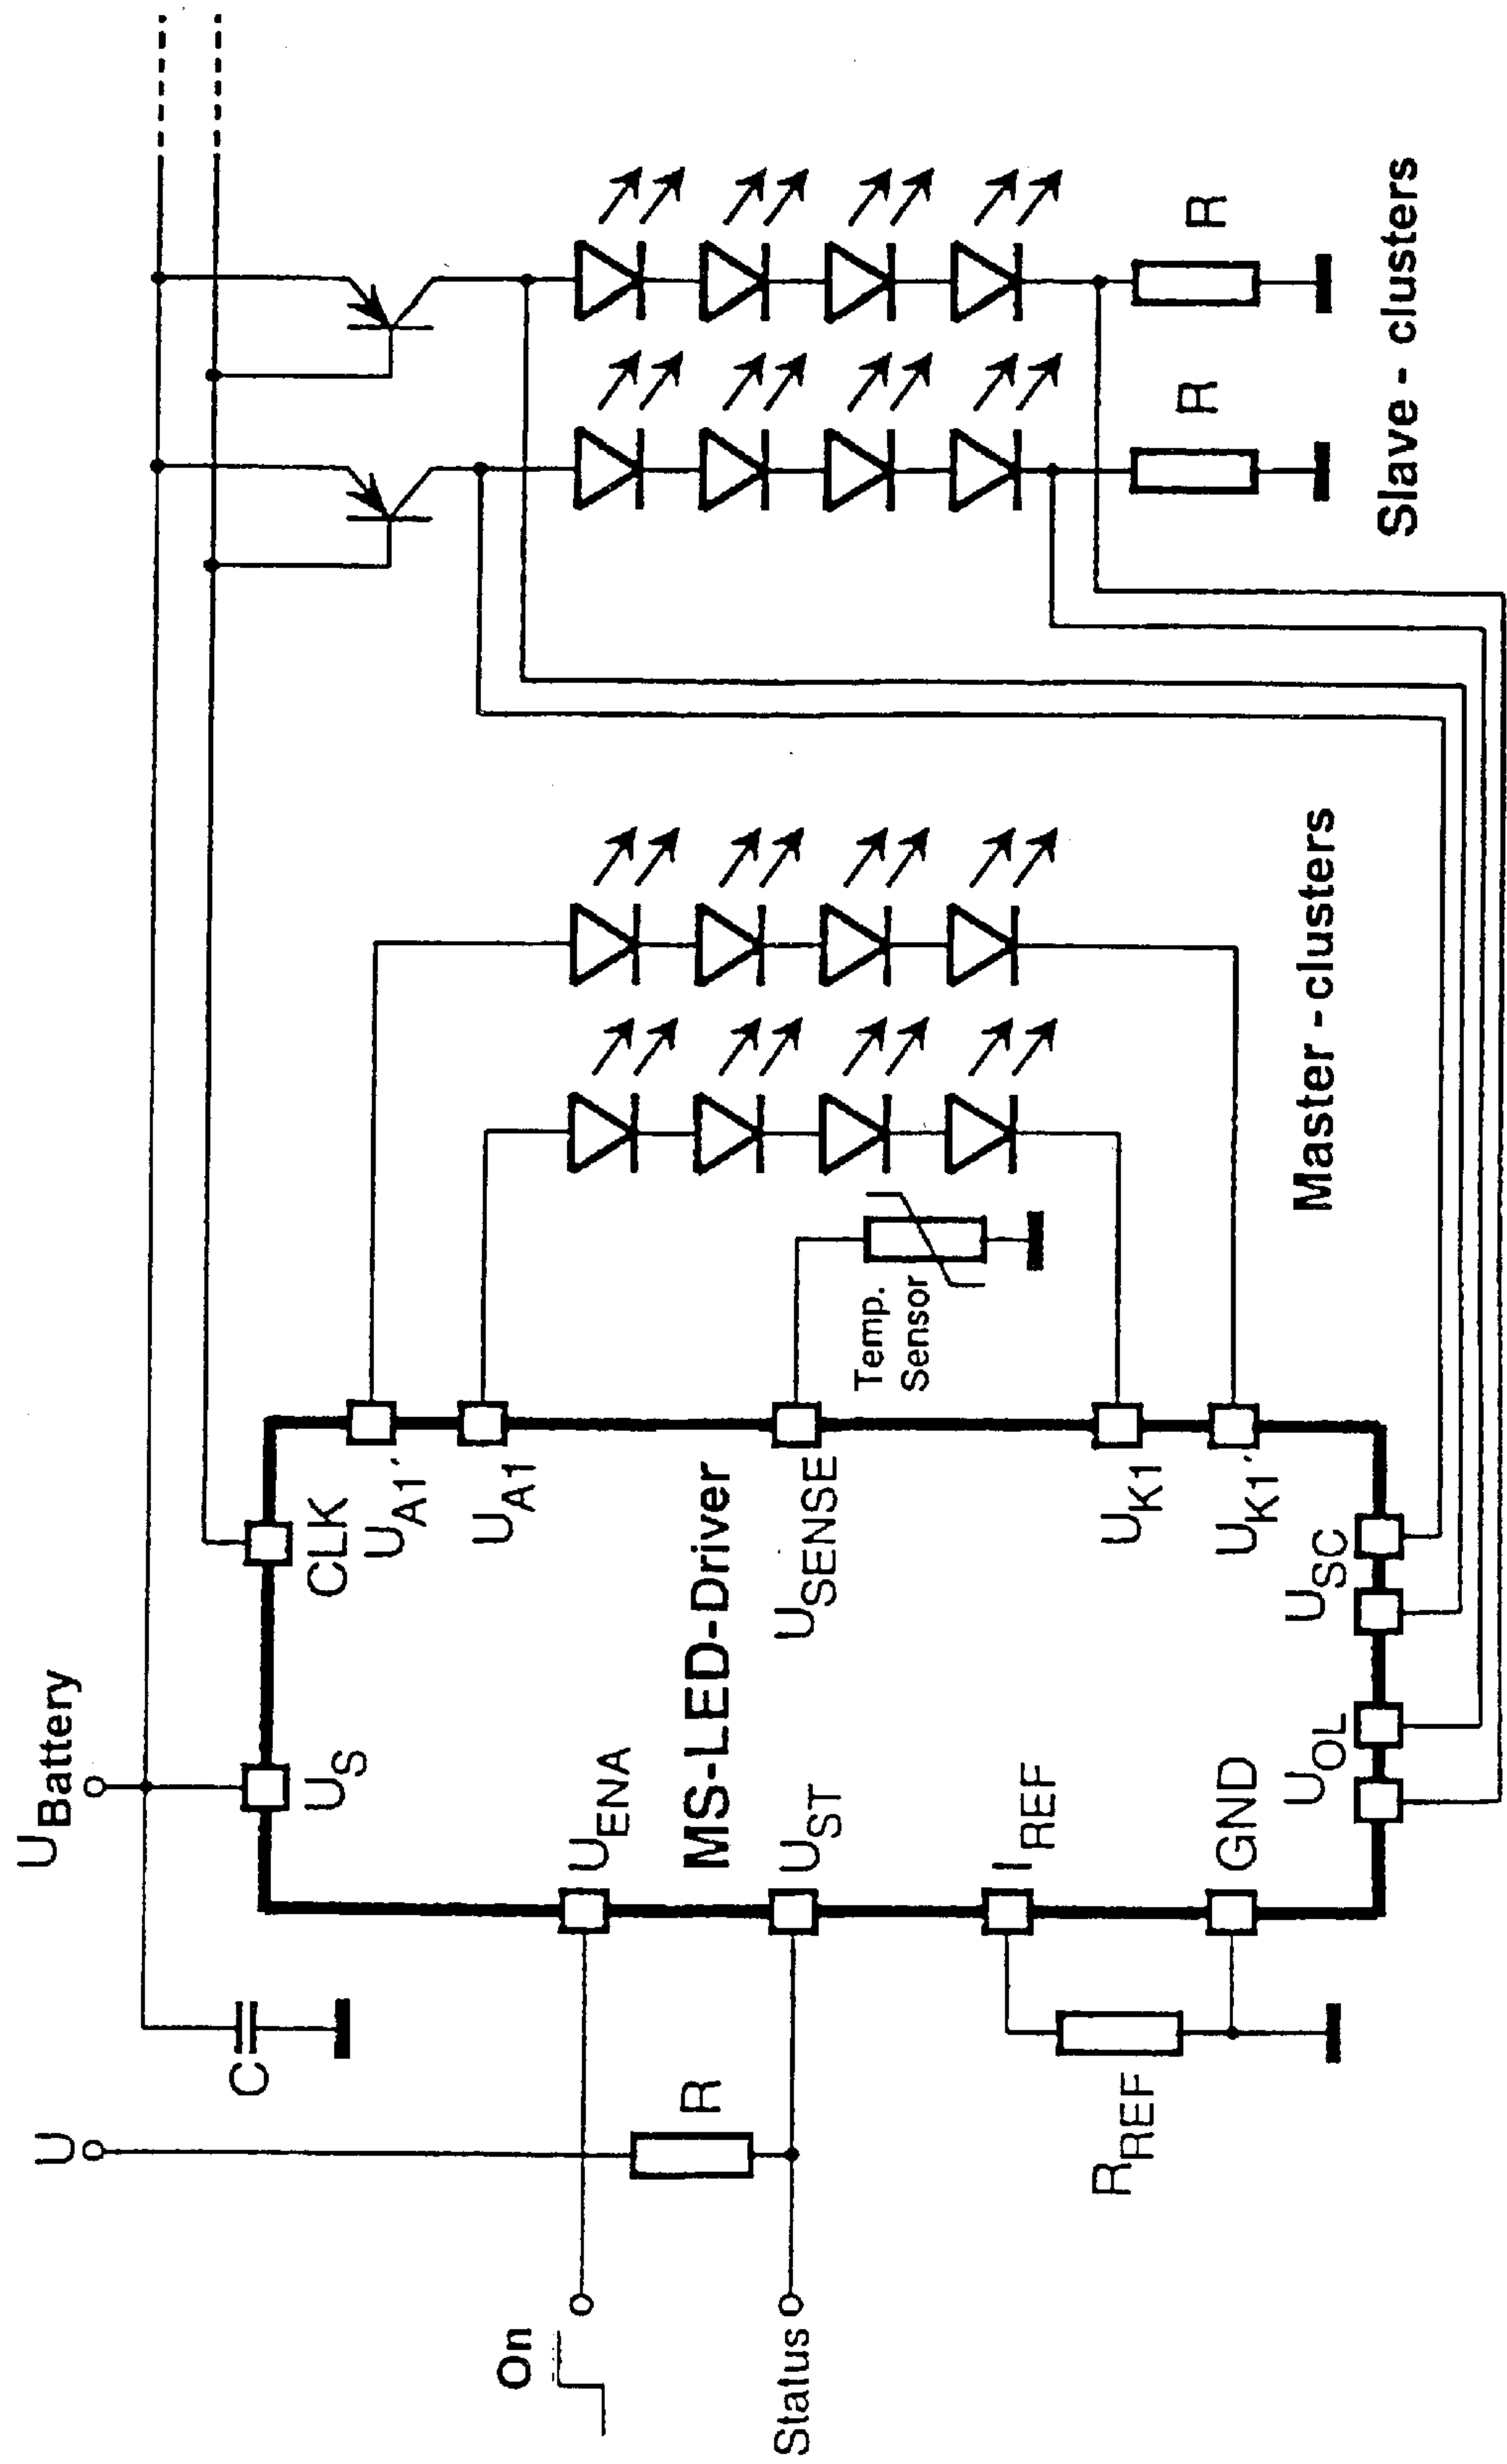 U
U_Battery
C
On
Status
R
R_REF
MS-LED-Driver
U_S
CLK
U_ENA
U_ST
I_REF
GND
U_A1´
U_A1
U_SENSE
U_K1
U_K1´
U_SC
U_OL
Temp.
Sensor
Master - clusters
R
R
Slave - clusters